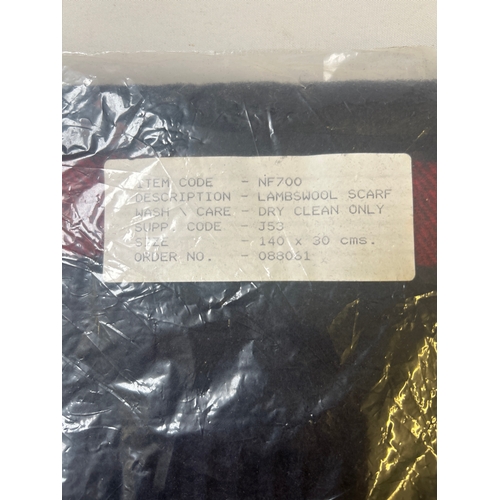 ITEM CODE - NF700
DESCRIPTION - LAMBSWOOL SCARF
WASH \ CARE - DRY CLEAN ONLY
SUPP. CODE - J53
SIZE - 140 x 30 cms.
ORDER NO. - 088031